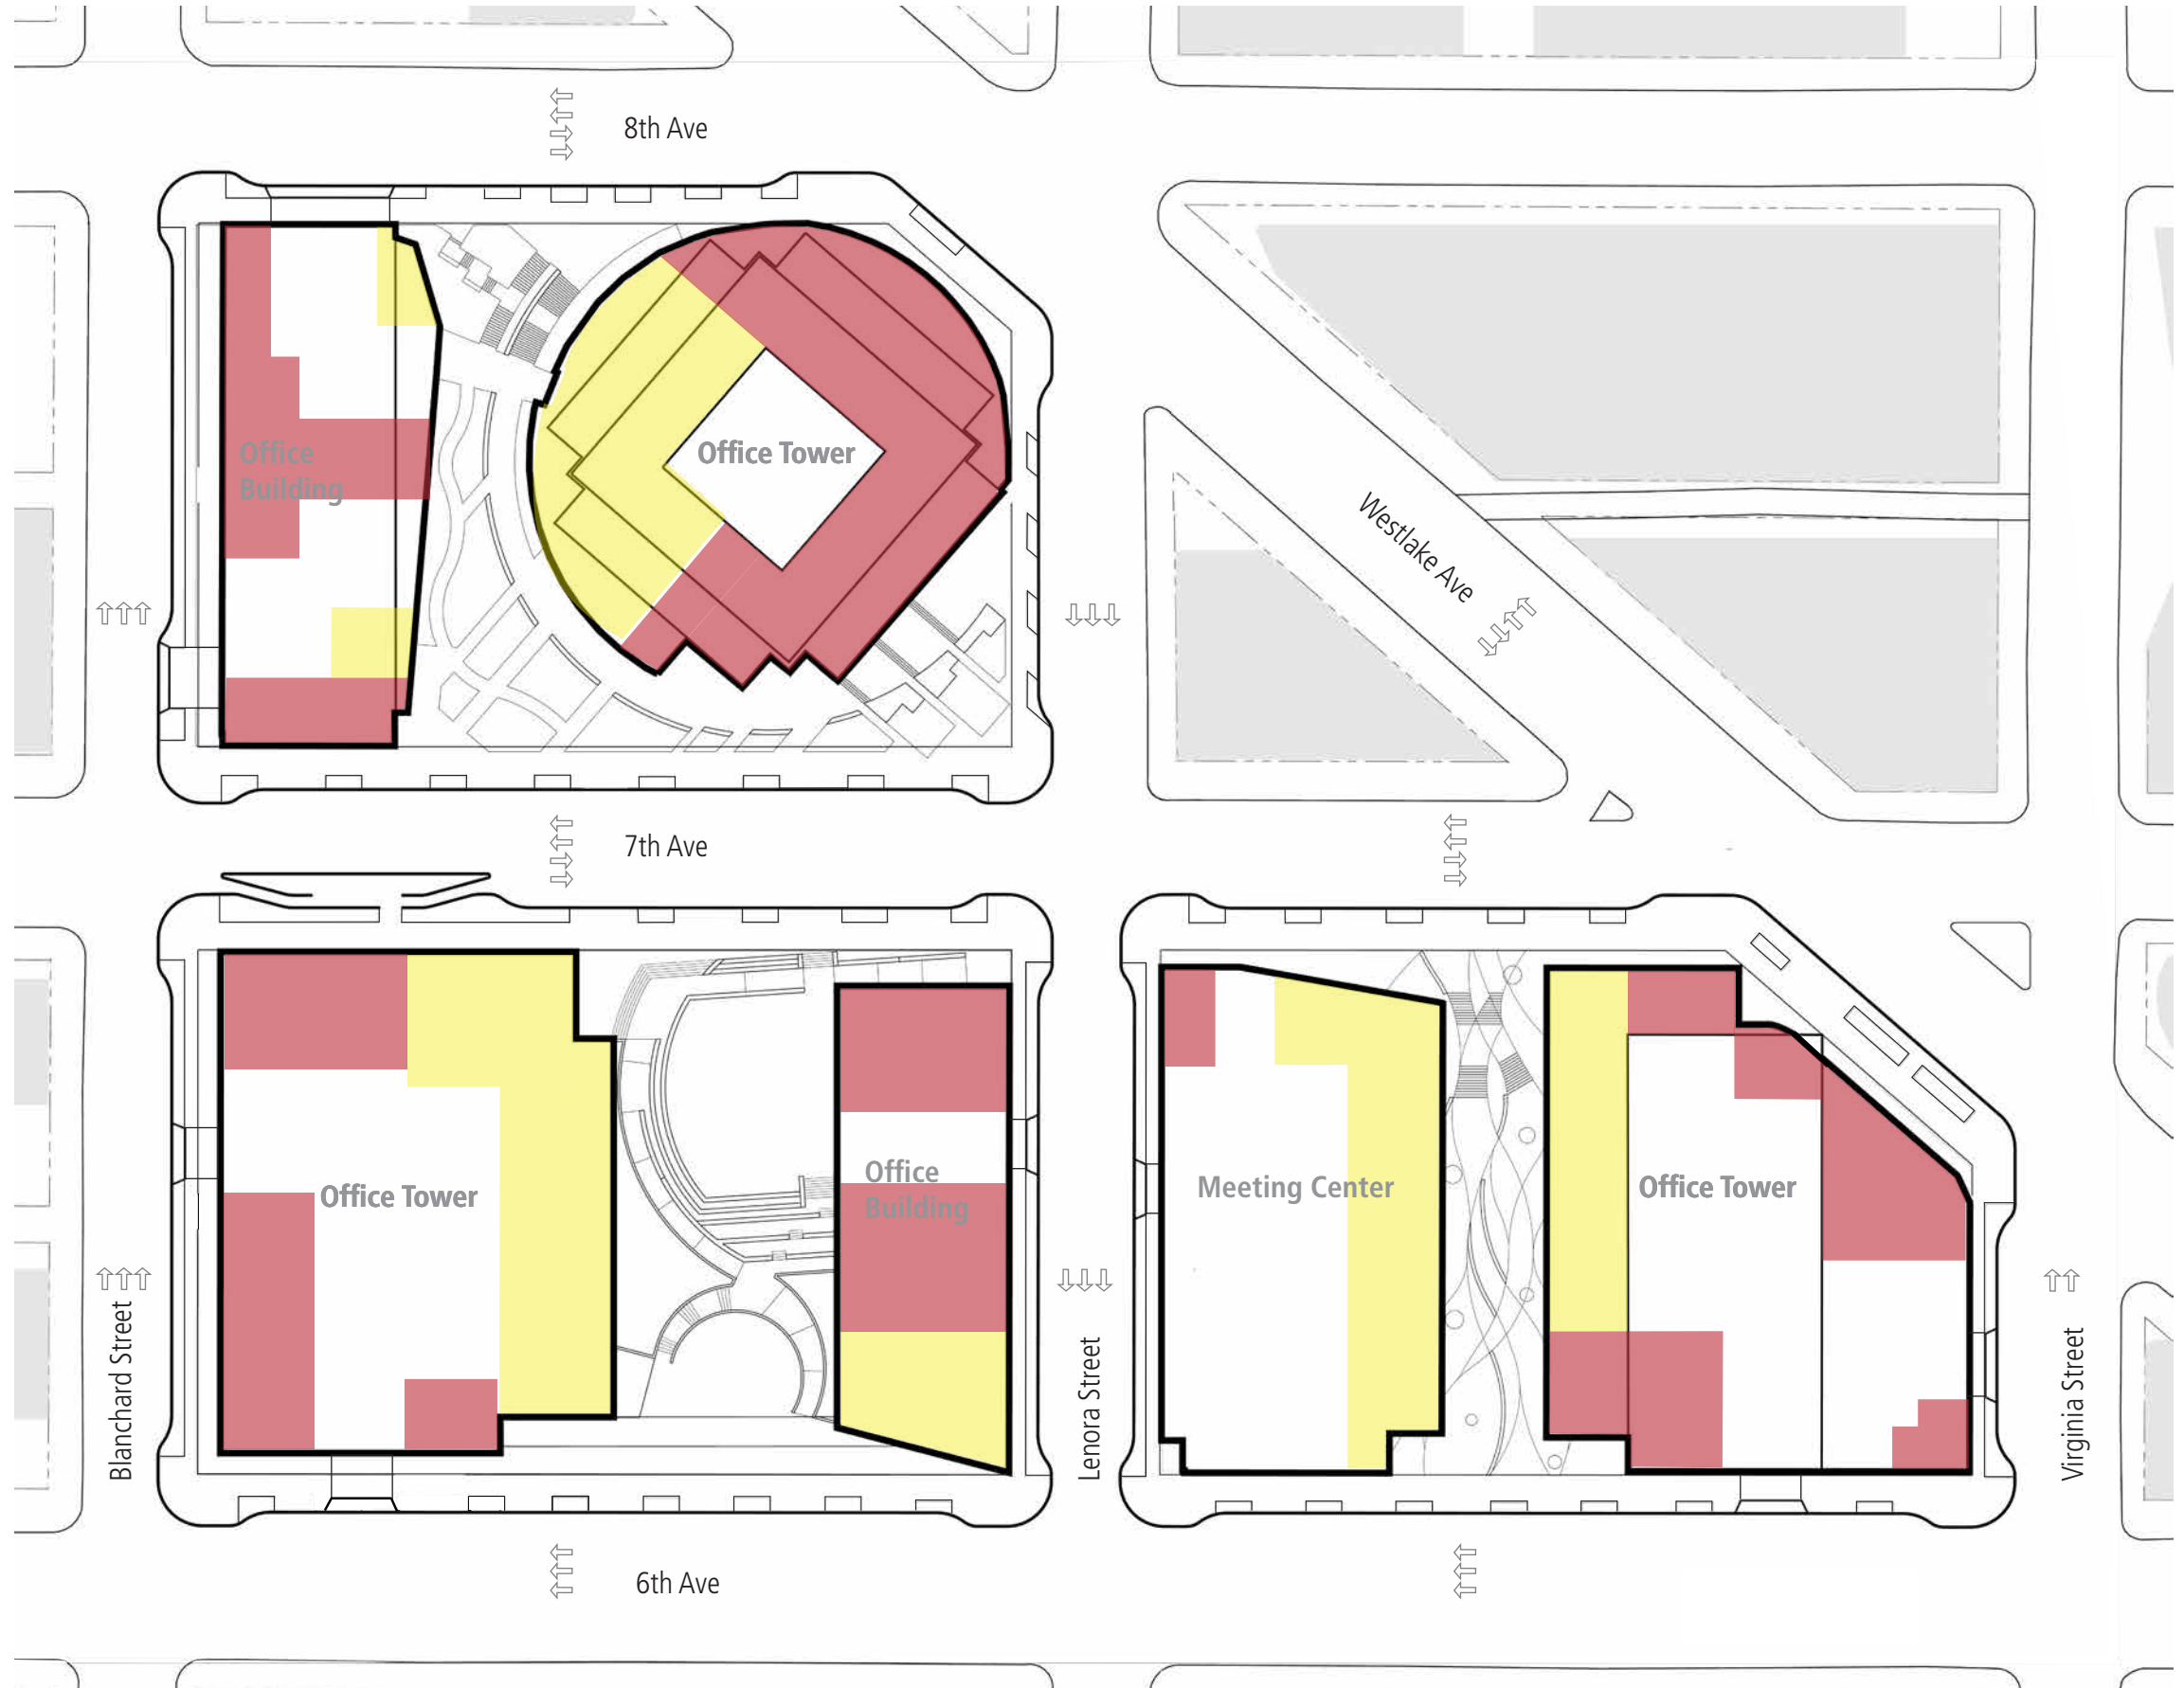 8th Ave
Office
Building
Office Tower
Westlake Ave
7th Ave
Office Tower
Office
Building
Meeting Center
Office Tower
Blanchard Street
Lenora Street
Virginia Street
6th Ave